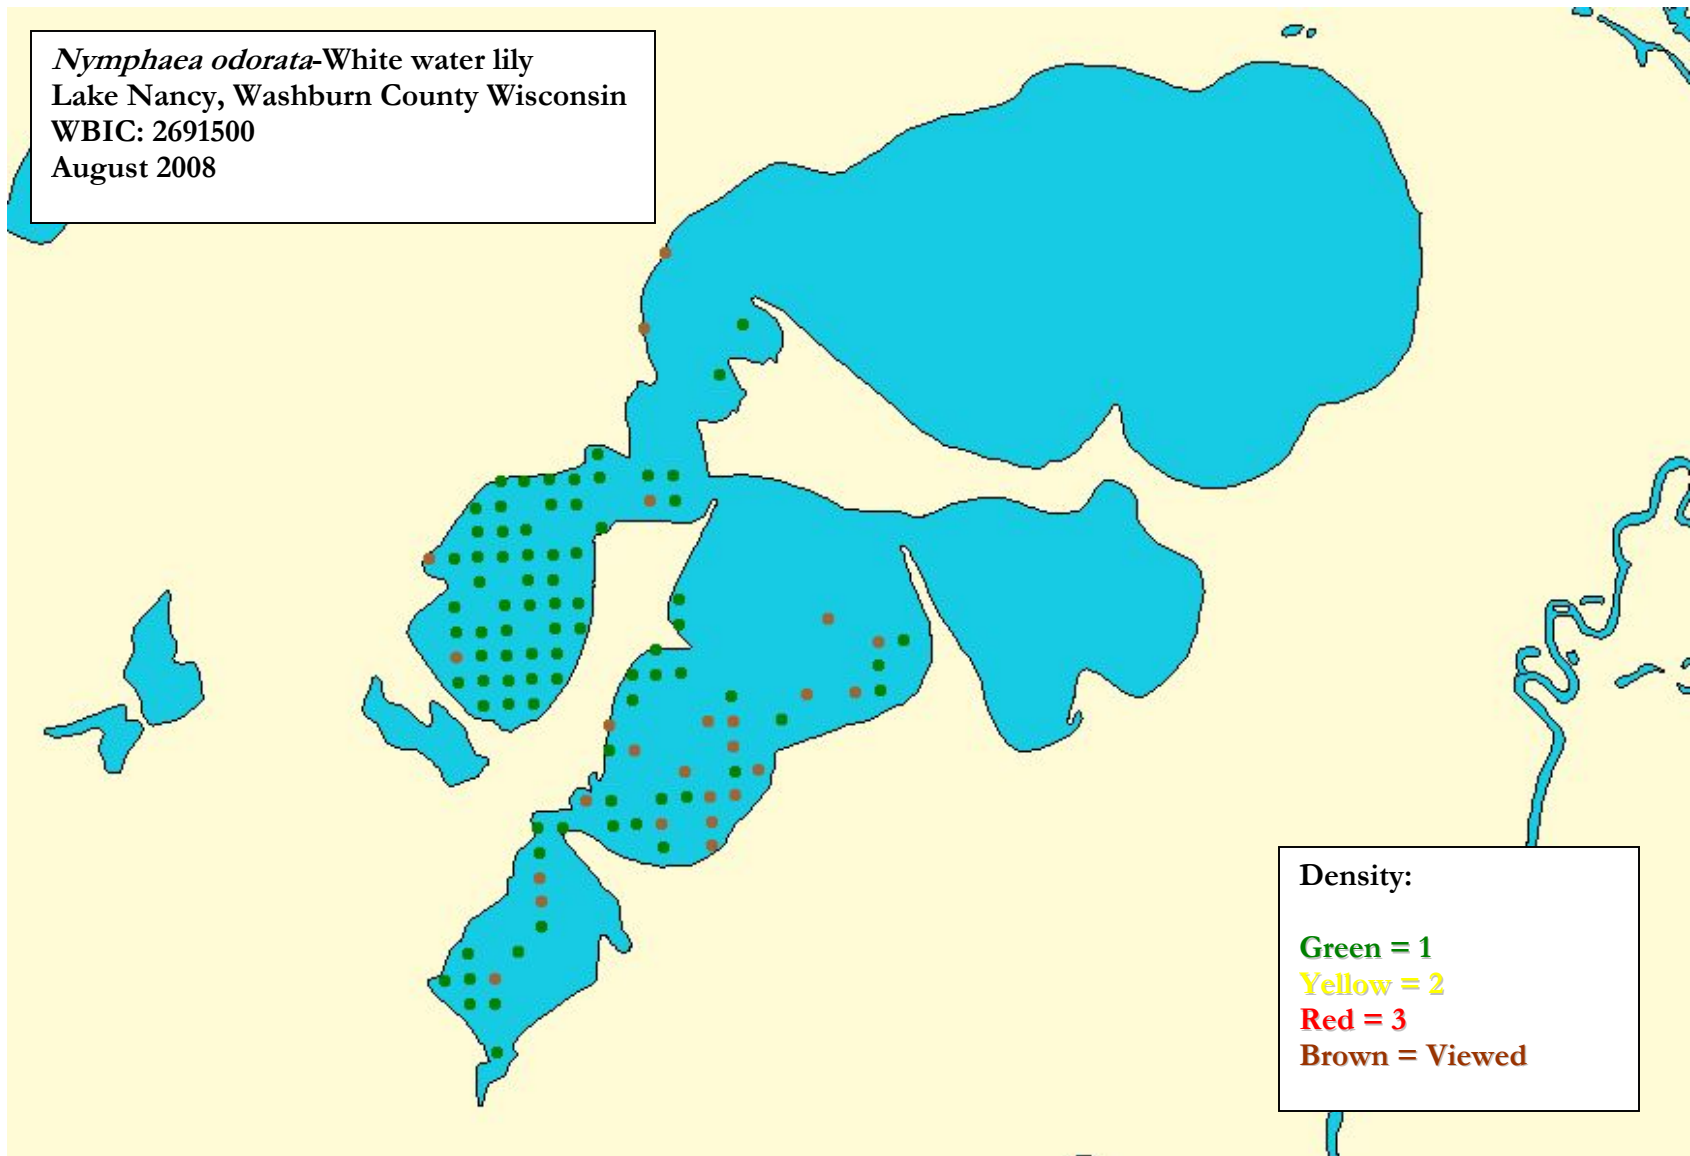 Nymphaea odorata-White water lily
Lake Nancy, Washburn County Wisconsin
WBIC: 2691500
August 2008
Density:
Green = 1
Yellow = 2
Red = 3
Brown = Viewed